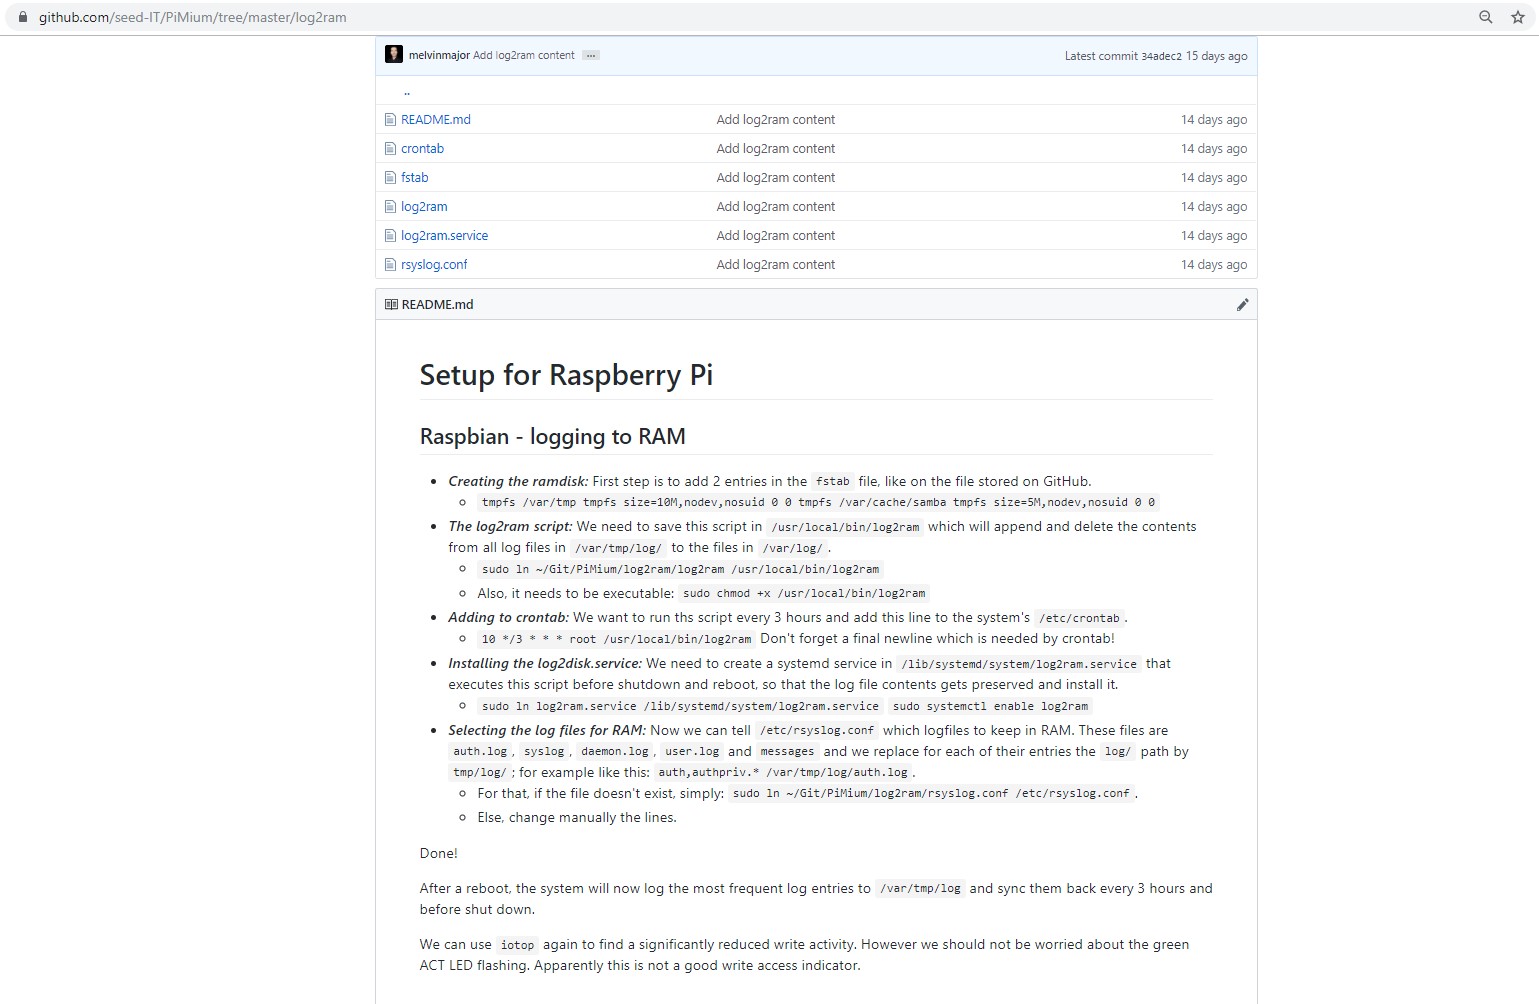 github.com/seed-IT/PiMium/tree/master/log2ram
melvinmajor Add log2ram content ... Latest commit 34adec2 15 days ago
..
README.md Add log2ram content 14 days ago
crontab Add log2ram content 14 days ago
fstab Add log2ram content 14 days ago
log2ram Add log2ram content 14 days ago
log2ram.service Add log2ram content 14 days ago
rsyslog.conf Add log2ram content 14 days ago
README.md
Setup for Raspberry Pi
Raspbian - logging to RAM
• Creating the ramdisk: First step is to add 2 entries in the fstab file, like on the file stored on GitHub.
◦ tmpfs /var/tmp tmpfs size=10M,nodev,nosuid 0 0 tmpfs /var/cache/samba tmpfs size=5M,nodev,nosuid 0 0
• The log2ram script: We need to save this script in /usr/local/bin/log2ram which will append and delete the contents
from all log files in /var/tmp/log/ to the files in /var/log/ .
◦ sudo ln ~/Git/PiMium/log2ram/log2ram /usr/local/bin/log2ram
◦ Also, it needs to be executable: sudo chmod +x /usr/local/bin/log2ram
• Adding to crontab: We want to run ths script every 3 hours and add this line to the system's /etc/crontab .
◦ 10 */3 * * * root /usr/local/bin/log2ram Don't forget a final newline which is needed by crontab!
• Installing the log2disk.service: We need to create a systemd service in /lib/systemd/system/log2ram.service that
executes this script before shutdown and reboot, so that the log file contents gets preserved and install it.
◦ sudo ln log2ram.service /lib/systemd/system/log2ram.service sudo systemctl enable log2ram
• Selecting the log files for RAM: Now we can tell /etc/rsyslog.conf which logfiles to keep in RAM. These files are
auth.log , syslog , daemon.log , user.log and messages and we replace for each of their entries the log/ path by
tmp/log/ ; for example like this: auth,authpriv.* /var/tmp/log/auth.log .
◦ For that, if the file doesn't exist, simply: sudo ln ~/Git/PiMium/log2ram/rsyslog.conf /etc/rsyslog.conf .
◦ Else, change manually the lines.
Done!
After a reboot, the system will now log the most frequent log entries to /var/tmp/log and sync them back every 3 hours and
before shut down.
We can use iotop again to find a significantly reduced write activity. However we should not be worried about the green
ACT LED flashing. Apparently this is not a good write access indicator.